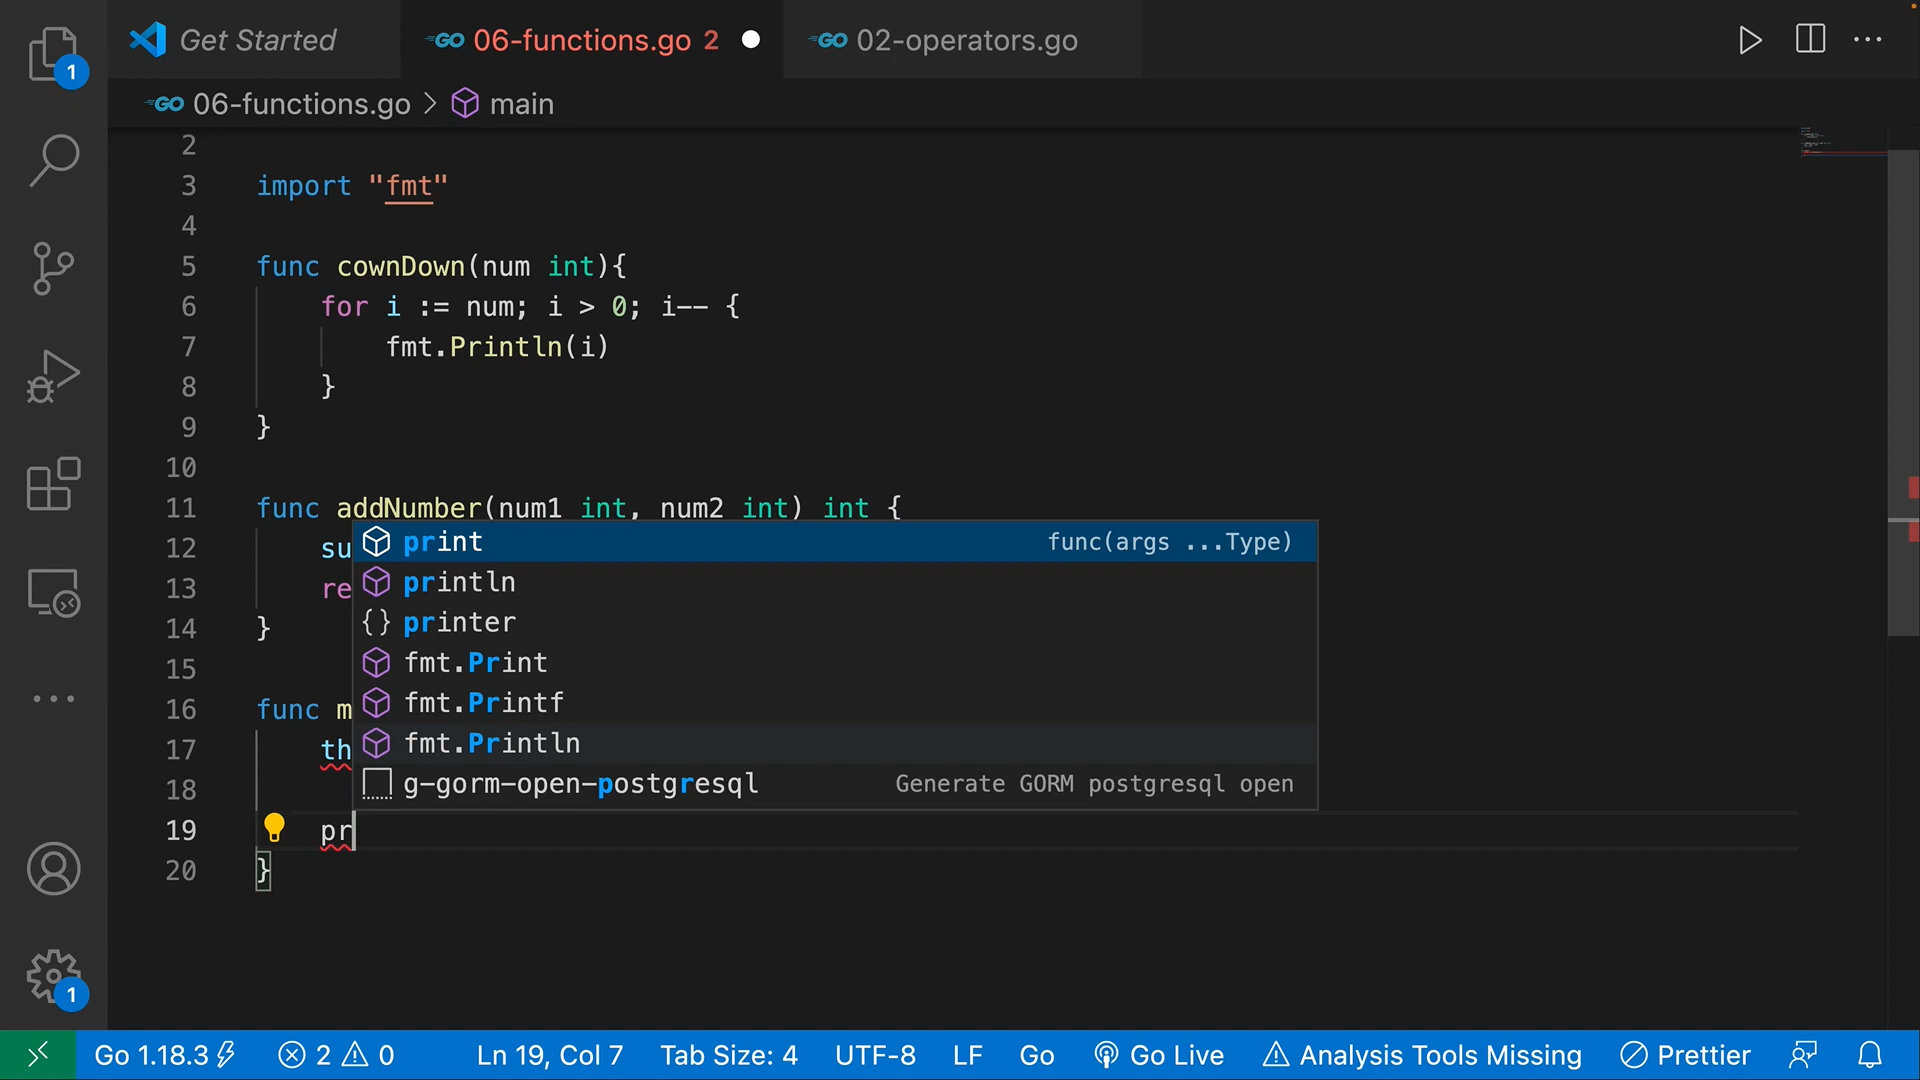 1
Get Started
GO 06-functions.go 2
GO 02-operators.go
GO 06-functions.go > main
2
3 import "fmt"
4
5 func cownDown(num int){
6 for i := num; i > 0; i-- {
7 fmt.Println(i)
8 }
9 }
10
11 func addNumber(num1 int, num2 int) int {
12 su
13 re
14 }
15
16 func m
17 th
18
19 pr
20 }
print func(args ...Type)
println
{} printer
fmt.Print
fmt.Printf
fmt.Println
g-gorm-open-postgresql Generate GORM postgresql open
1
Go 1.18.3 2 0 Ln 19, Col 7 Tab Size: 4 UTF-8 LF Go Go Live Analysis Tools Missing Prettier